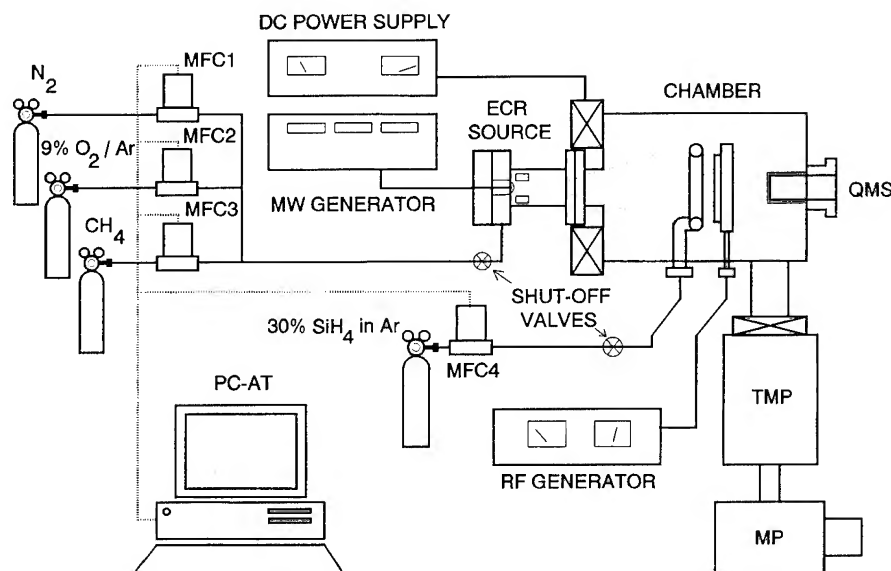 DC POWER SUPPLY
MFC1
N2
ECR
SOURCE
CHAMBER
MFC2
9% O2 / Ar
MW GENERATOR
QMS
MFC3
CH4
SHUT-OFF
VALVES
30% SiH4 in Ar
MFC4
PC-AT
TMP
RF GENERATOR
MP